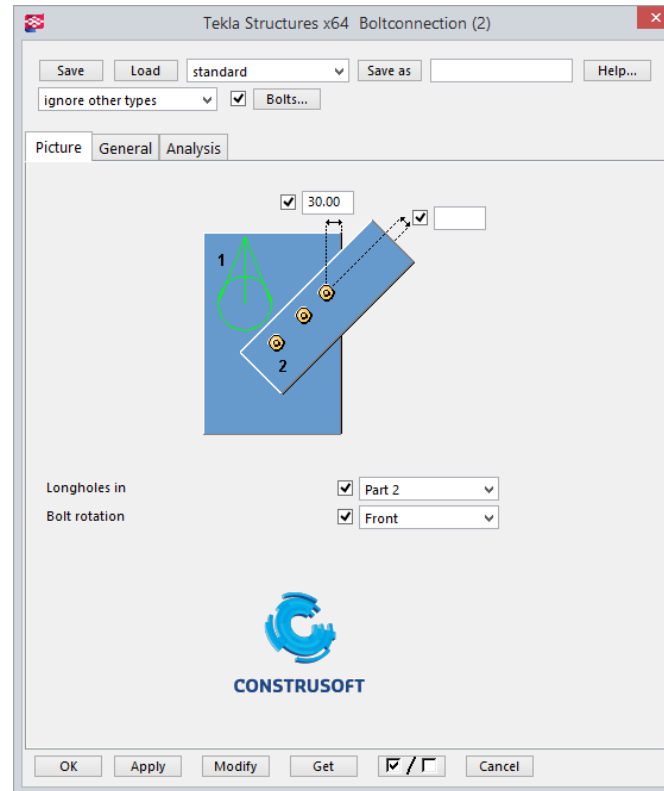 Tekla Structures x64 Boltconnection (2)
Save Load standard Save as Help...
ignore other types Bolts...
Picture General Analysis
30.00
1
2
Longholes in Part 2
Bolt rotation Front
CONSTRUSOFT
OK Apply Modify Get / Cancel